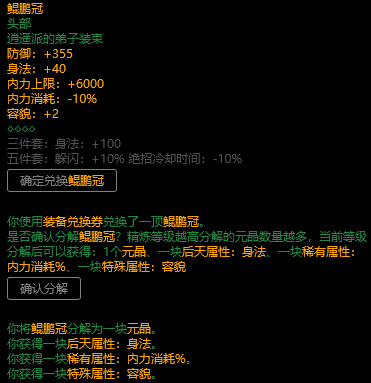 鲲鹏冠
头部
逍遥派的弟子装束
防御：+355
身法：+40
内力上限：+6000
内力消耗：-10%
容貌：+2
◇◇◇◇
三件套：身法：+100
五件套：躲闪：+10% 绝招冷却时间：-10%
确定兑换鲲鹏冠
你使用装备兑换券兑换了一顶鲲鹏冠。
是否确认分解鲲鹏冠？精炼等级越高分解的元晶数量越多，当前等级
分解后可以获得：1个元晶、一块后天属性：身法、一块稀有属性：
内力消耗%、一块特殊属性：容貌
确认分解
你将鲲鹏冠分解为一块元晶。
你获得一块后天属性：身法。
你获得一块稀有属性：内力消耗%。
你获得一块特殊属性：容貌。